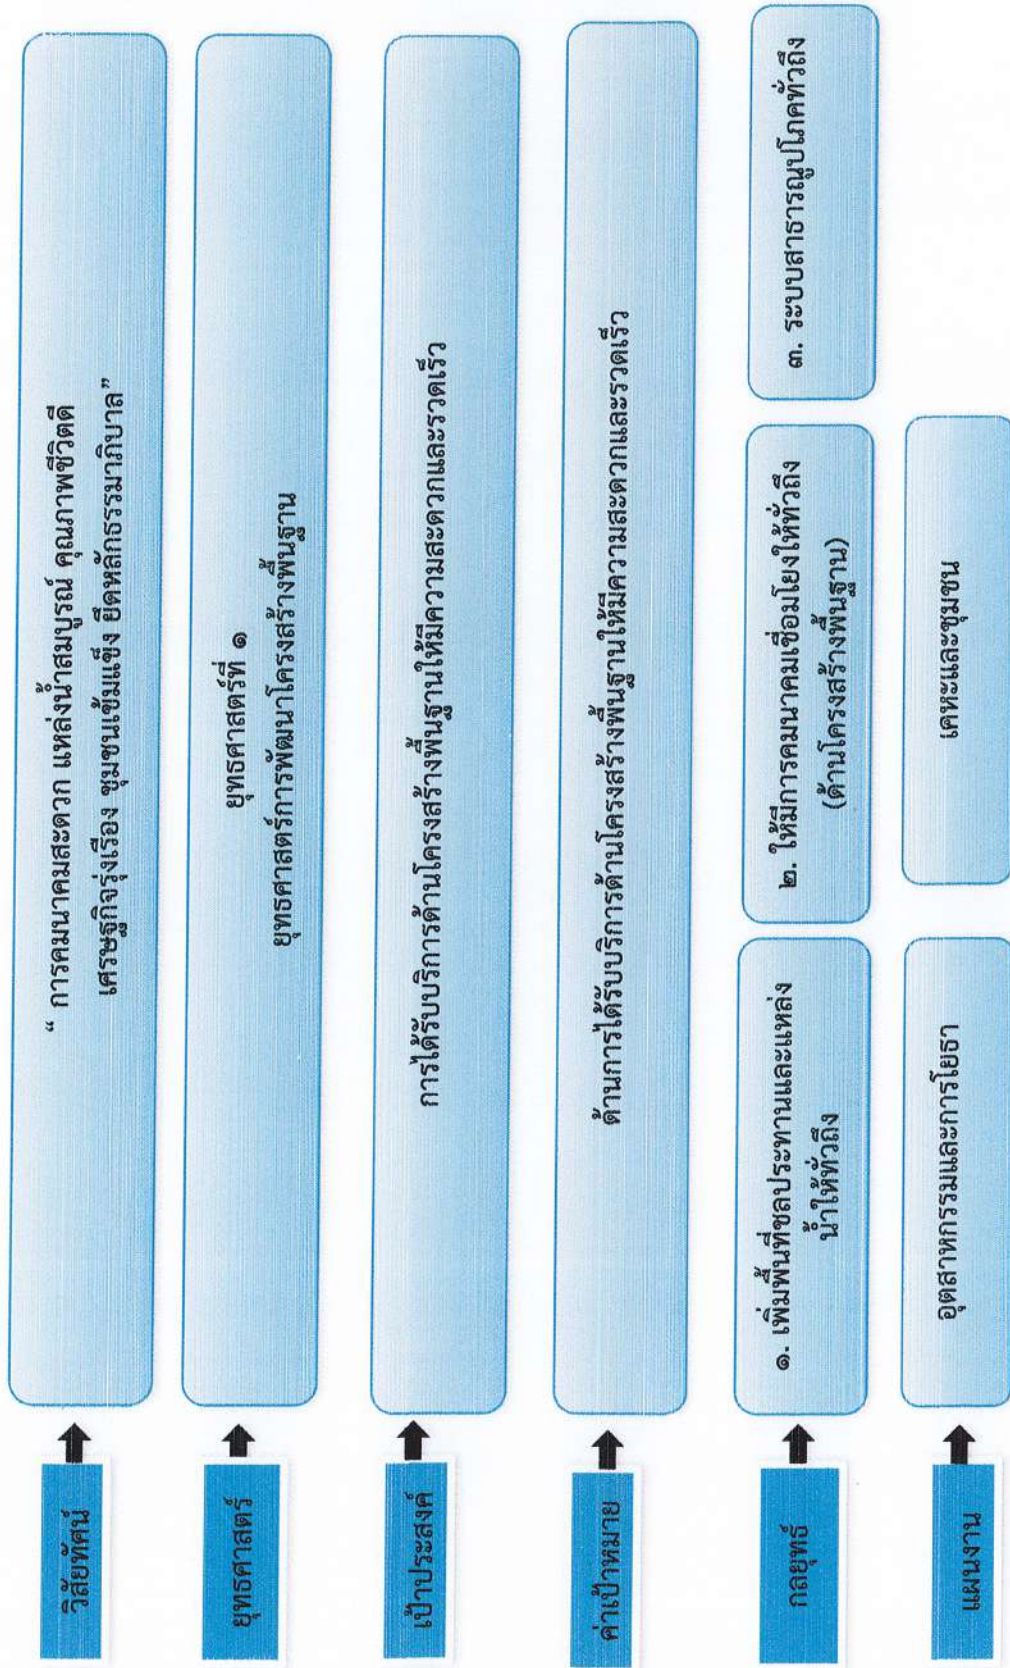 วิสัยทัศน์
“ การคมนาคมสะดวก แหล่งน้ำสมบูรณ์ คุณภาพชีวิตดี
เศรษฐกิจรุ่งเรือง ชุมชนเข้มแข็ง ยึดหลักธรรมาภิบาล”
ยุทธศาสตร์
ยุทธศาสตร์ที่ ๑
ยุทธศาสตร์การพัฒนาโครงสร้างพื้นฐาน
เป้าประสงค์
การได้รับบริการด้านโครงสร้างพื้นฐานให้มีความสะดวกและรวดเร็ว
ค่าเป้าหมาย
ด้านการได้รับบริการด้านโครงสร้างพื้นฐานให้มีความสะดวกและรวดเร็ว
กลยุทธ์
๑. เพิ่มพื้นที่ชลประทานและแหล่ง
น้ำให้ทั่วถึง
๒. ให้มีการคมนาคมเชื่อมโยงให้ทั่วถึง
(ด้านโครงสร้างพื้นฐาน)
๓. ระบบสาธารณูปโภคทั่วถึง
แผนงาน
อุตสาหกรรมและการโยธา
เคหะและชุมชน